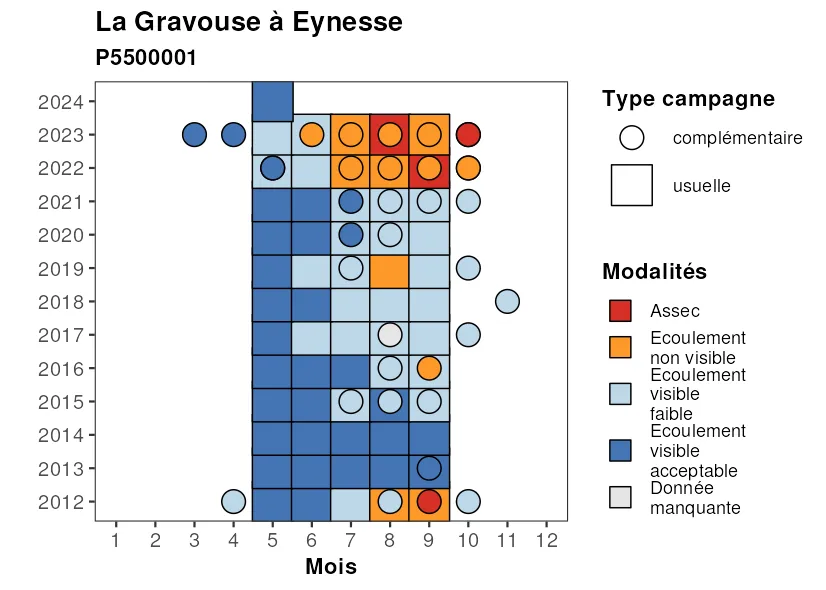 La Gravouse à Eynesse
P5500001
2024
2023
2022
2021
2020
2019
2018
2017
2016
2015
2014
2013
2012
1 2 3 4 5 6 7 8 9 10 11 12
Mois
Type campagne
complémentaire
usuelle
Modalités
Assec
Ecoulement
non visible
Ecoulement
visible
faible
Ecoulement
visible
acceptable
Donnée
manquante